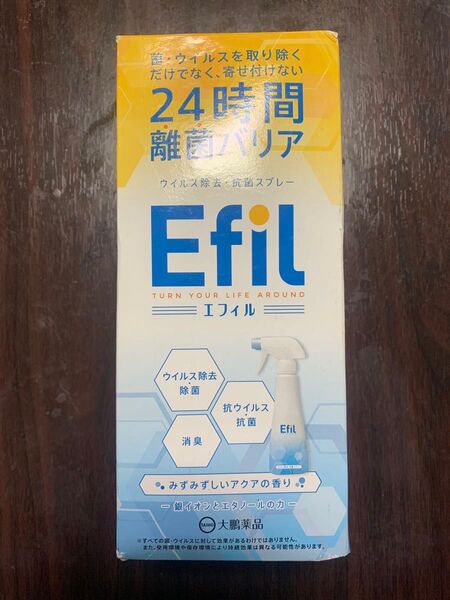 菌・ウイルスを取り除く
だけでなく、寄せ付けない
24時間
離菌バリア
ウイルス除去・抗菌スプレー
Efil
TURN YOUR LIFE AROUND
エフィル
ウイルス除去・
除菌
抗ウイルス・
抗菌
消臭
Efil
みずみずしいアクアの香り
銀イオンとエタノールの力
TAIHO 大鵬薬品
※すべての菌・ウイルスに対して効果があるわけではありません。
また、使用環境や保存環境により持続効果は異なる可能性があります。